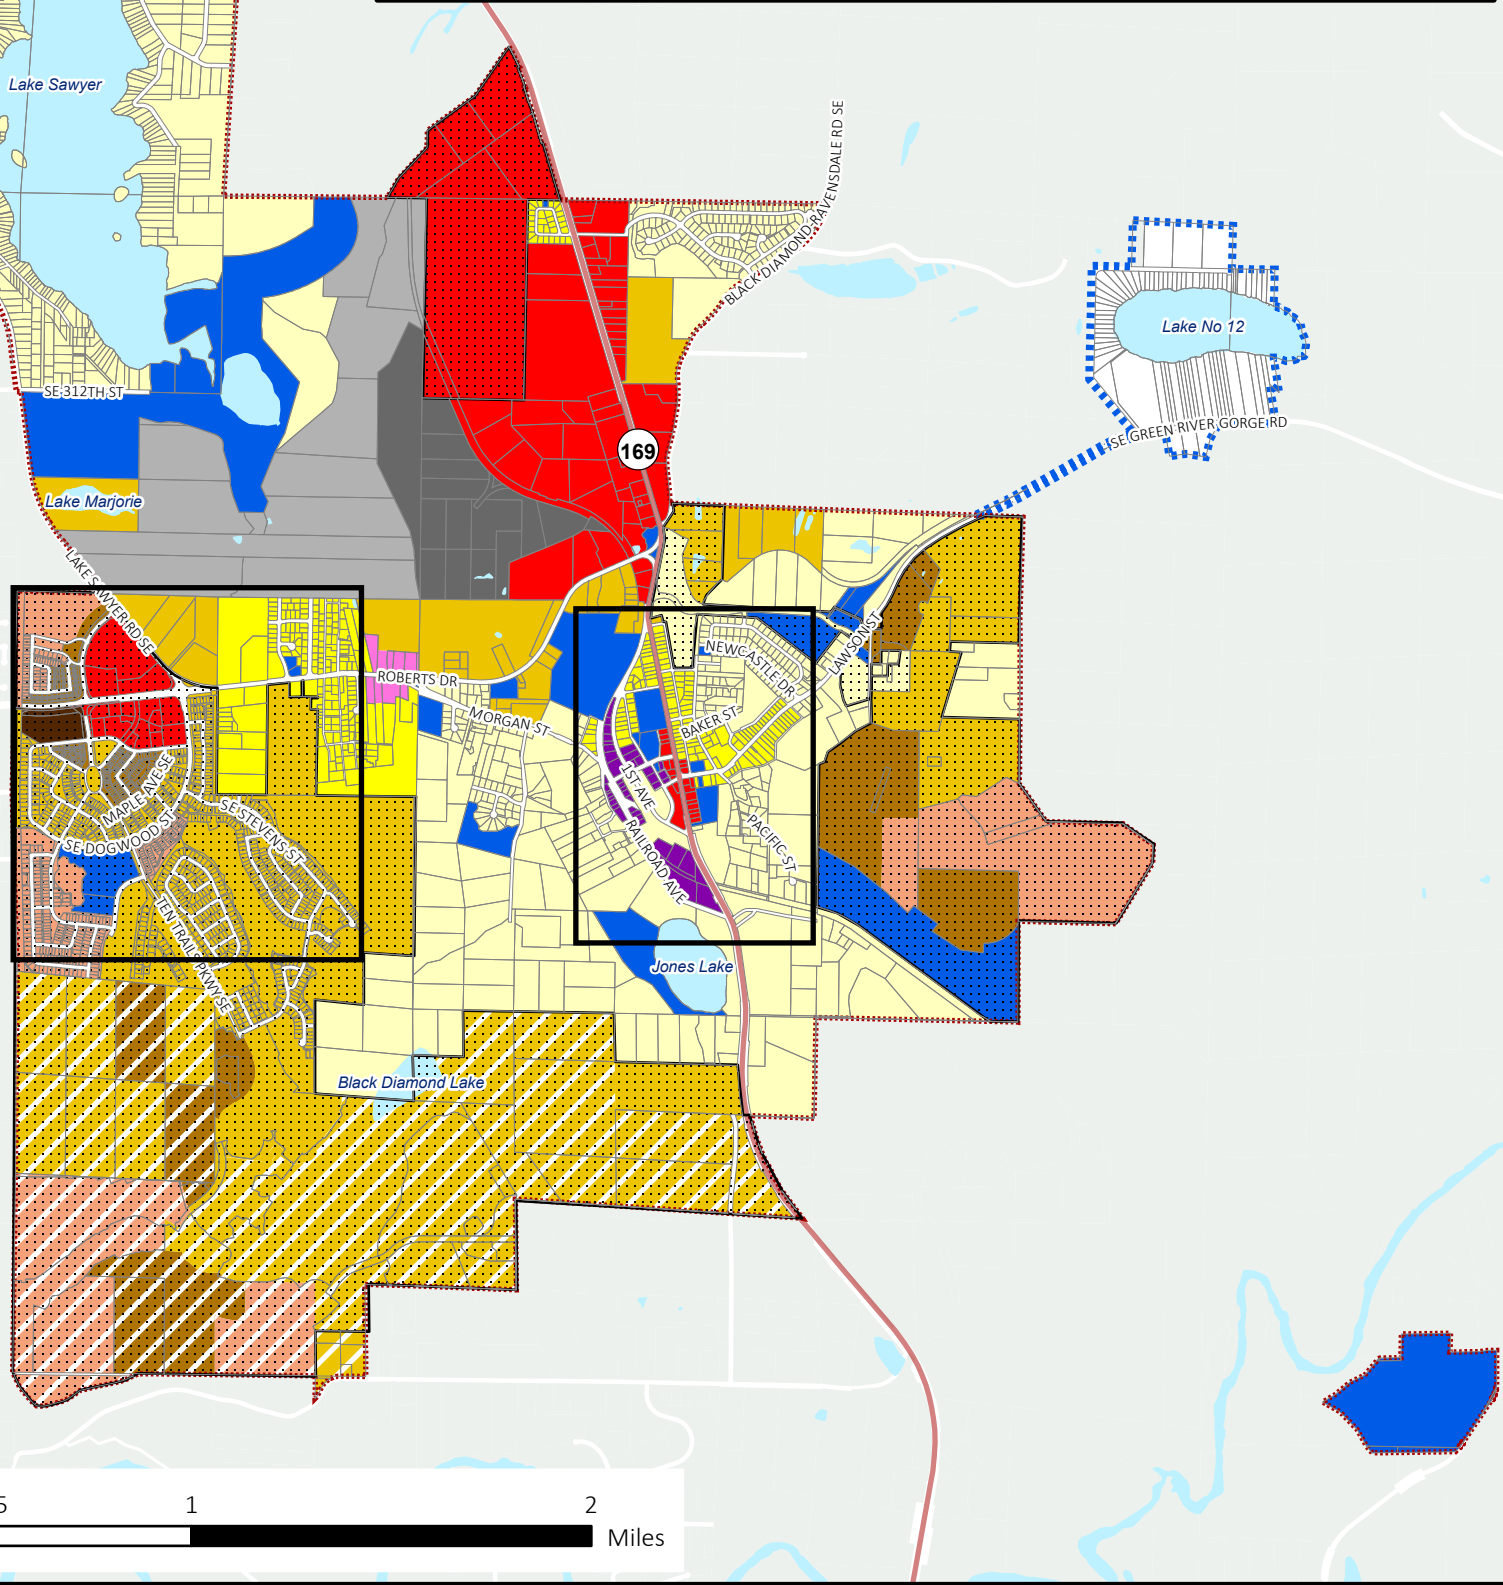 Lake Sawyer
BLACK DIAMOND-RAVENSDALE RD SE
Lake No 12
SE 312TH ST
SE GREEN RIVER GORGE RD
169
Lake Marjorie
LAKE SAWYER RD SE
NEWCASTLE DR
LAWSON ST
ROBERTS DR
MORGAN ST
BAKER ST
1ST AVE
MAPLE AVE SE
SE STEVENS ST
SE DOGWOOD ST
RAILROAD AVE
PACIFIC ST
TEN TRAILS PKWY SE
Jones Lake
Black Diamond Lake
5 1 2
Miles